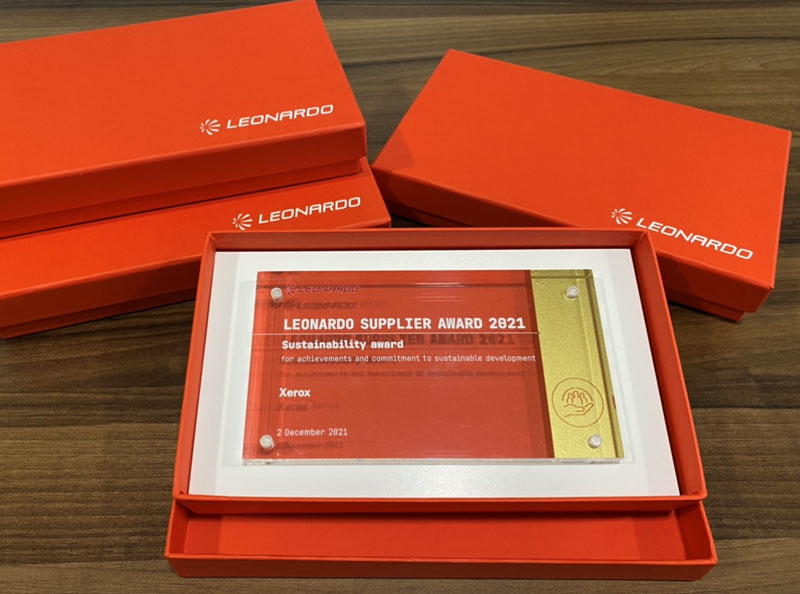 LEONARDO
LEONARDO
LEONARDO
LEONARDO
LEONARDO SUPPLIER AWARD 2021
Sustainability award
for achievements and commitment to sustainable development
Xerox
2 December 2021